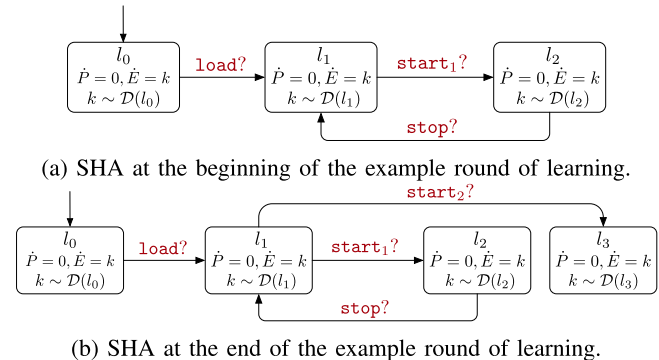 l₀
Ṗ = 0, Ė = k
k ∼ 𝒟(l₀)
load?
l₁
Ṗ = 0, Ė = k
k ∼ 𝒟(l₁)
start₁?
l₂
Ṗ = 0, Ė = k
k ∼ 𝒟(l₂)
stop?
(a) SHA at the beginning of the example round of learning.
start₂?
l₀
Ṗ = 0, Ė = k
k ∼ 𝒟(l₀)
load?
l₁
Ṗ = 0, Ė = k
k ∼ 𝒟(l₁)
start₁?
l₂
Ṗ = 0, Ė = k
k ∼ 𝒟(l₂)
l₃
Ṗ = 0, Ė = k
k ∼ 𝒟(l₃)
stop?
(b) SHA at the end of the example round of learning.